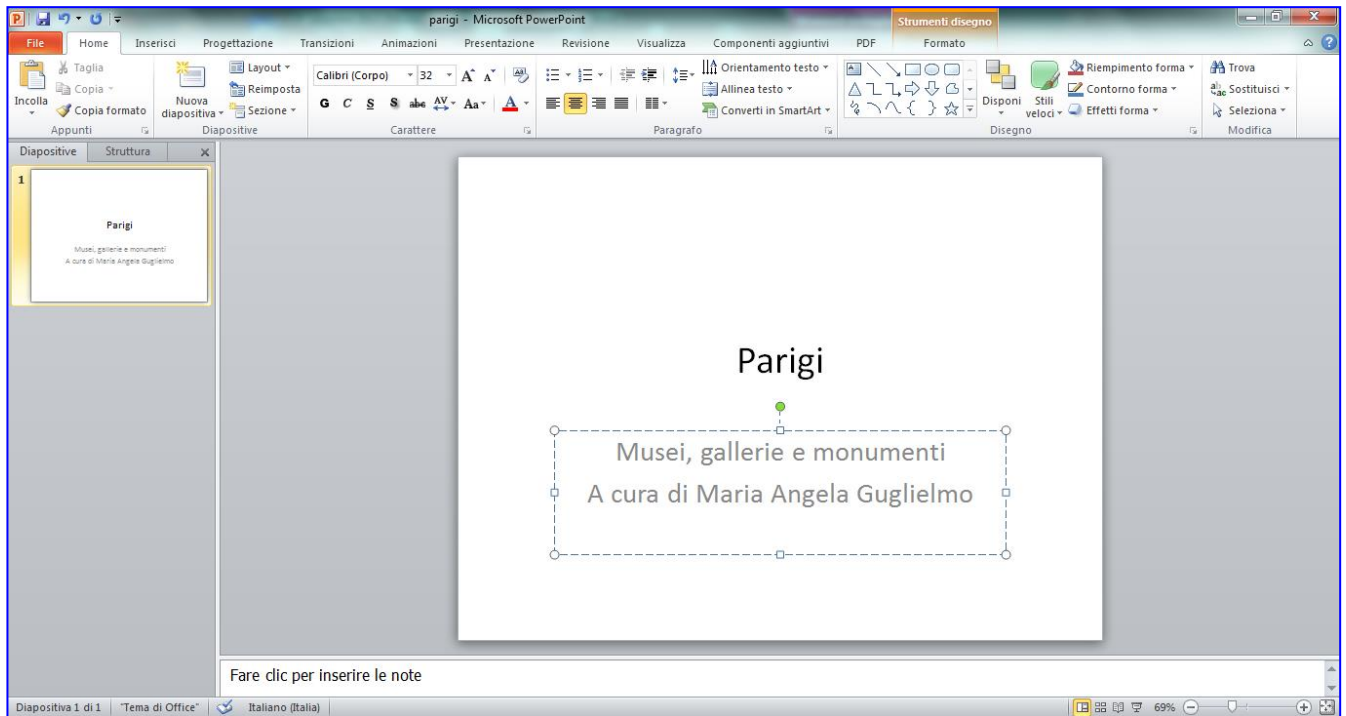 parigi - Microsoft PowerPoint
Strumenti disegno
File Home Inserisci Progettazione Transizioni Animazioni Presentazione Revisione Visualizza Componenti aggiuntivi PDF Formato
Incolla
Taglia
Copia
Copia formato
Appunti
Nuova diapositiva
Layout
Reimposta
Sezione
Diapositive
Calibri (Corpo) 32
G C S S abc AV Aa A
Carattere
Orientamento testo
Allinea testo
Converti in SmartArt
Paragrafo
Disponi
Stili veloci
Riempimento forma
Contorno forma
Effetti forma
Disegno
Trova
Sostituisci
Seleziona
Modifica
Diapositive Struttura
1
Parigi
Musei, gallerie e monumenti
A cura di Maria Angela Guglielmo
Parigi
Musei, gallerie e monumenti
A cura di Maria Angela Guglielmo
Fare clic per inserire le note
Diapositiva 1 di 1 "Tema di Office" Italiano (Italia) 69%